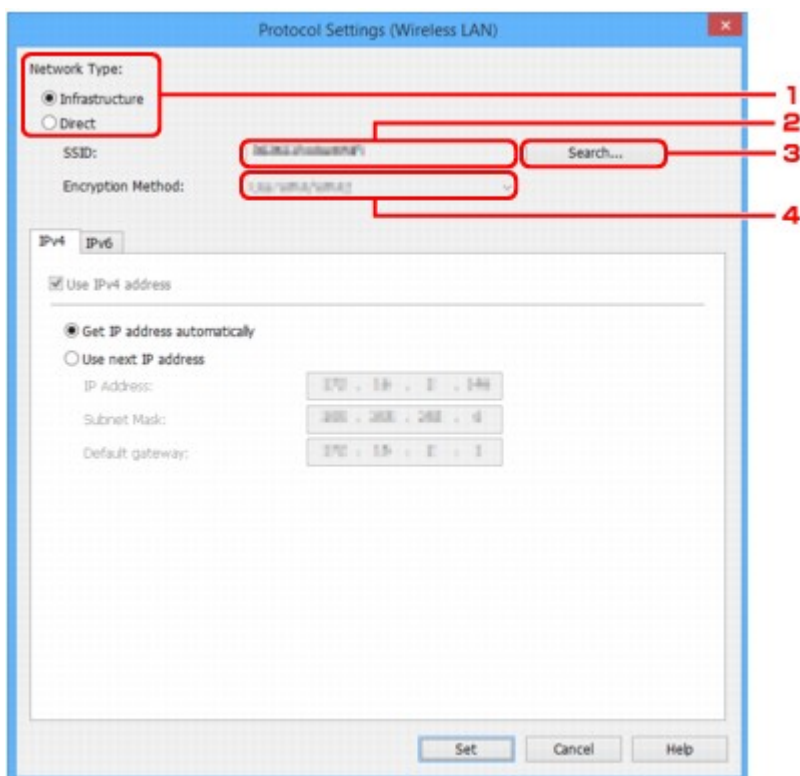 Protocol Settings (Wireless LAN)
Network Type:
Infrastructure
Direct
1
2
SSID:
Search...
3
Encryption Method:
4
IPv4 IPv6
Use IPv4 address
Get IP address automatically
Use next IP address
IP Address:
Subnet Mask:
Default gateway:
Set Cancel Help